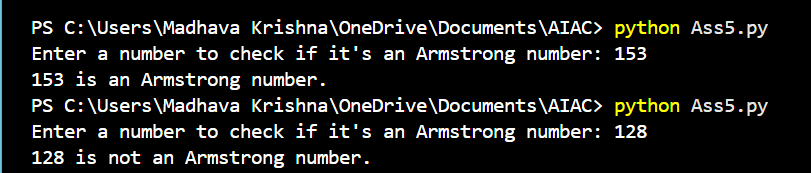 PS C:\Users\Madhava Krishna\OneDrive\Documents\AIAC> python Ass5.py
Enter a number to check if it's an Armstrong number: 153
153 is an Armstrong number.
PS C:\Users\Madhava Krishna\OneDrive\Documents\AIAC> python Ass5.py
Enter a number to check if it's an Armstrong number: 128
128 is not an Armstrong number.